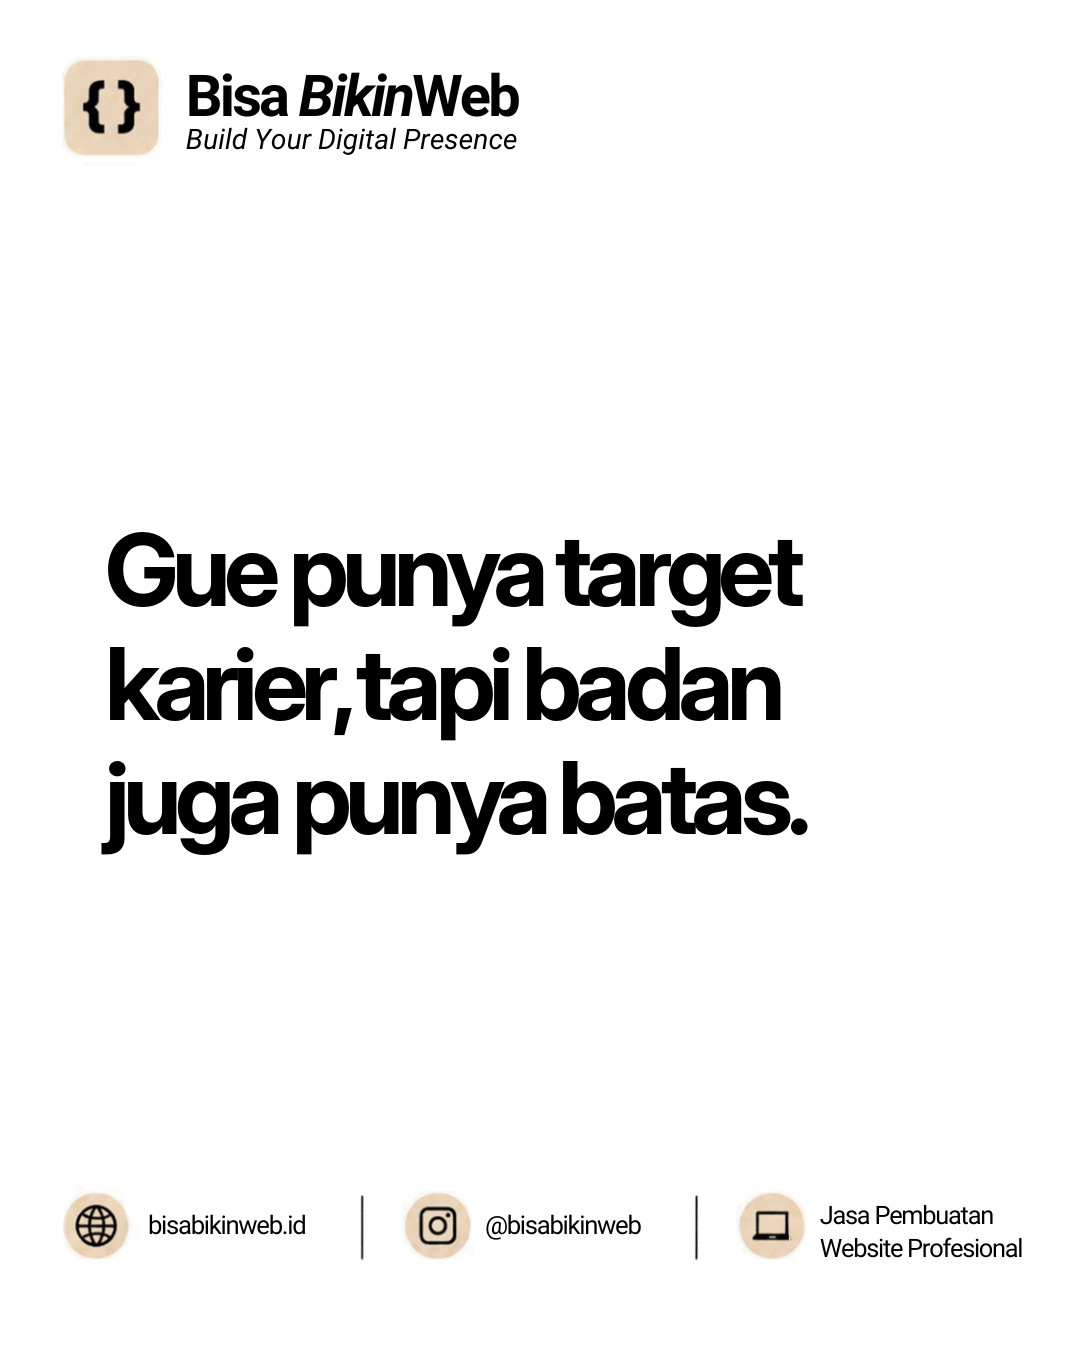 { }
Bisa BikinWeb
Build Your Digital Presence
Gue punya target
karier, tapi badan
juga punya batas.
bisabikinweb.id
@bisabikinweb
Jasa Pembuatan
Website Profesional